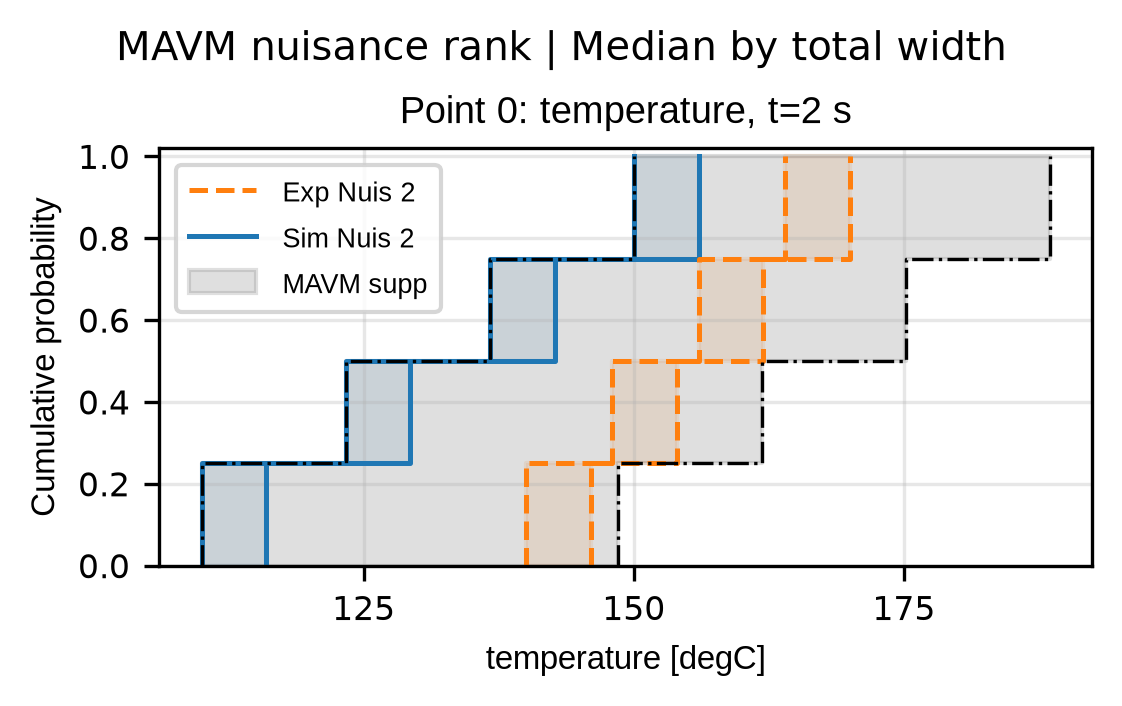 MAVM nuisance rank | Median by total width
Point 0: temperature, t=2 s
1.0
0.8
0.6
0.4
0.2
0.0
Cumulative probability
Exp Nuis 2
Sim Nuis 2
MAVM supp
125
150
175
temperature [degC]